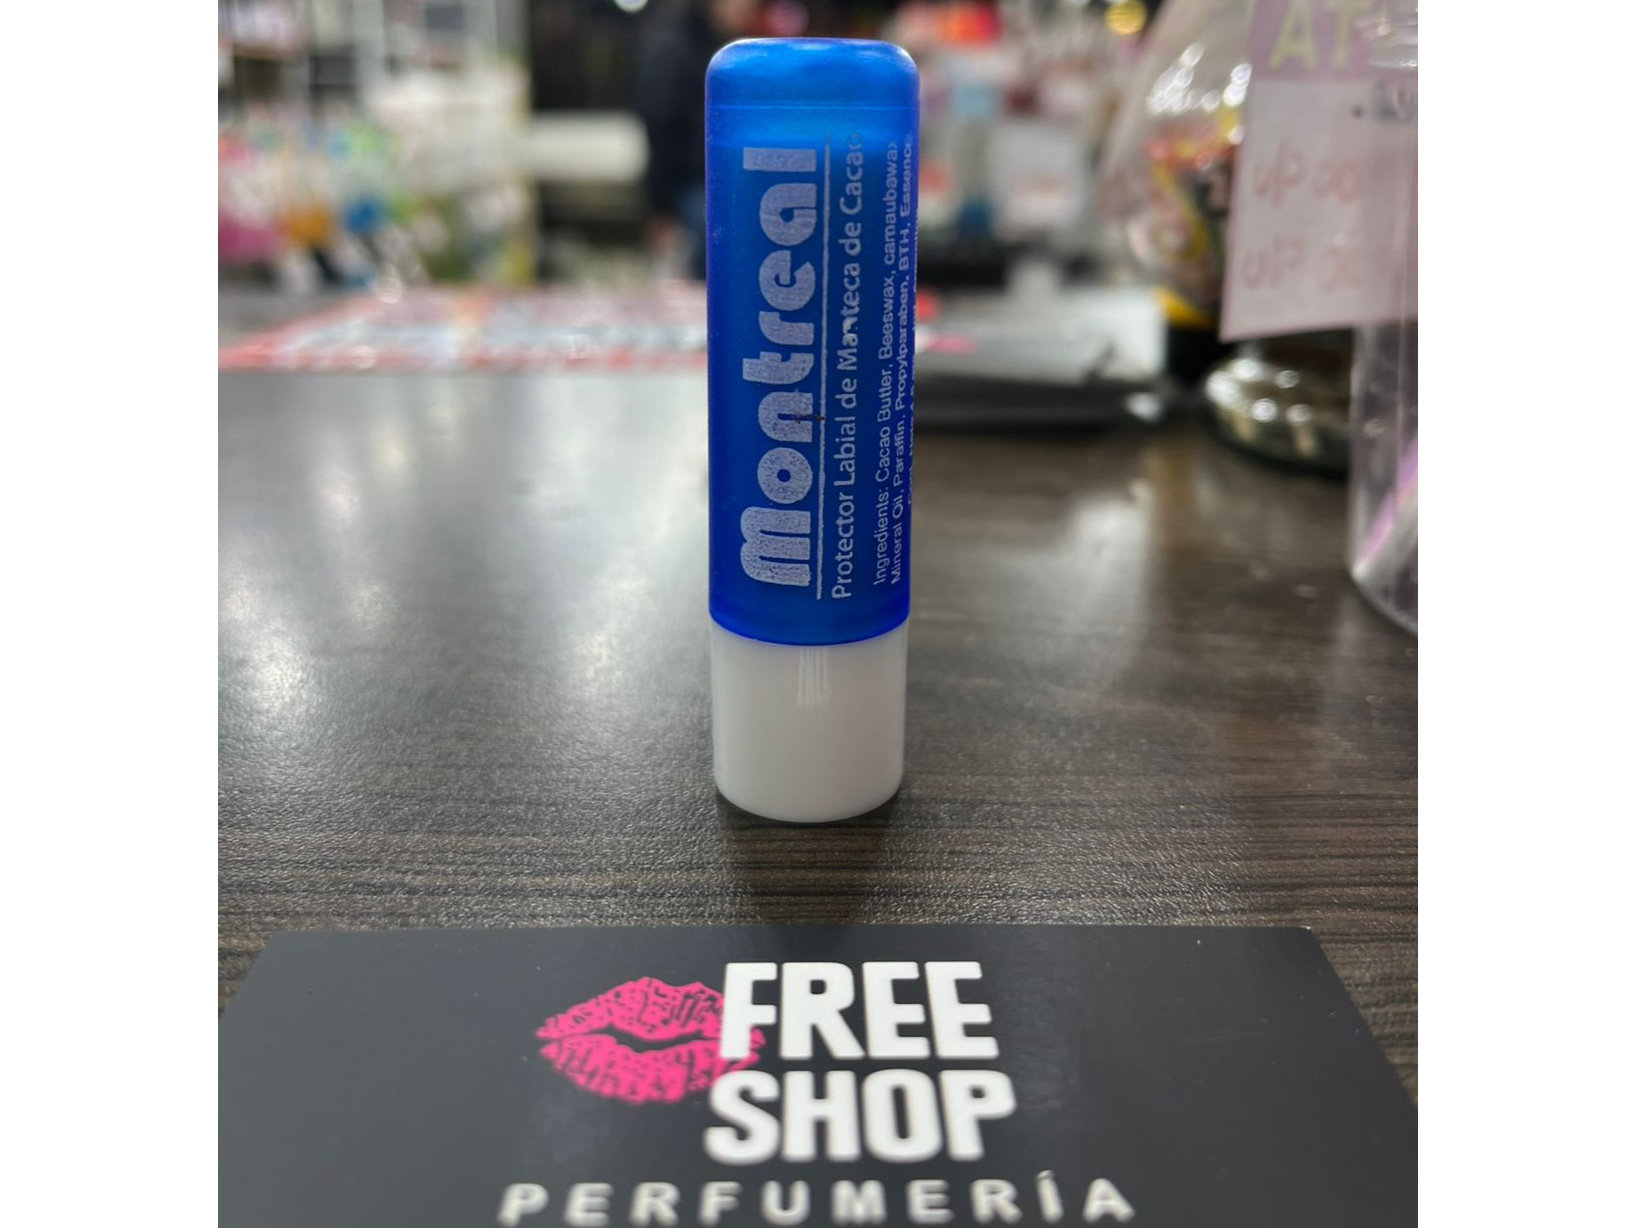 Montreal
Protector Labial de Manteca de Cacao
Ingredients: Cacao Butter, Beeswax, camaubawax
Mineral Oil, Paraffin, Propylparaben, BTH, Essence
AT
FREE
SHOP
PERFUMERÍA